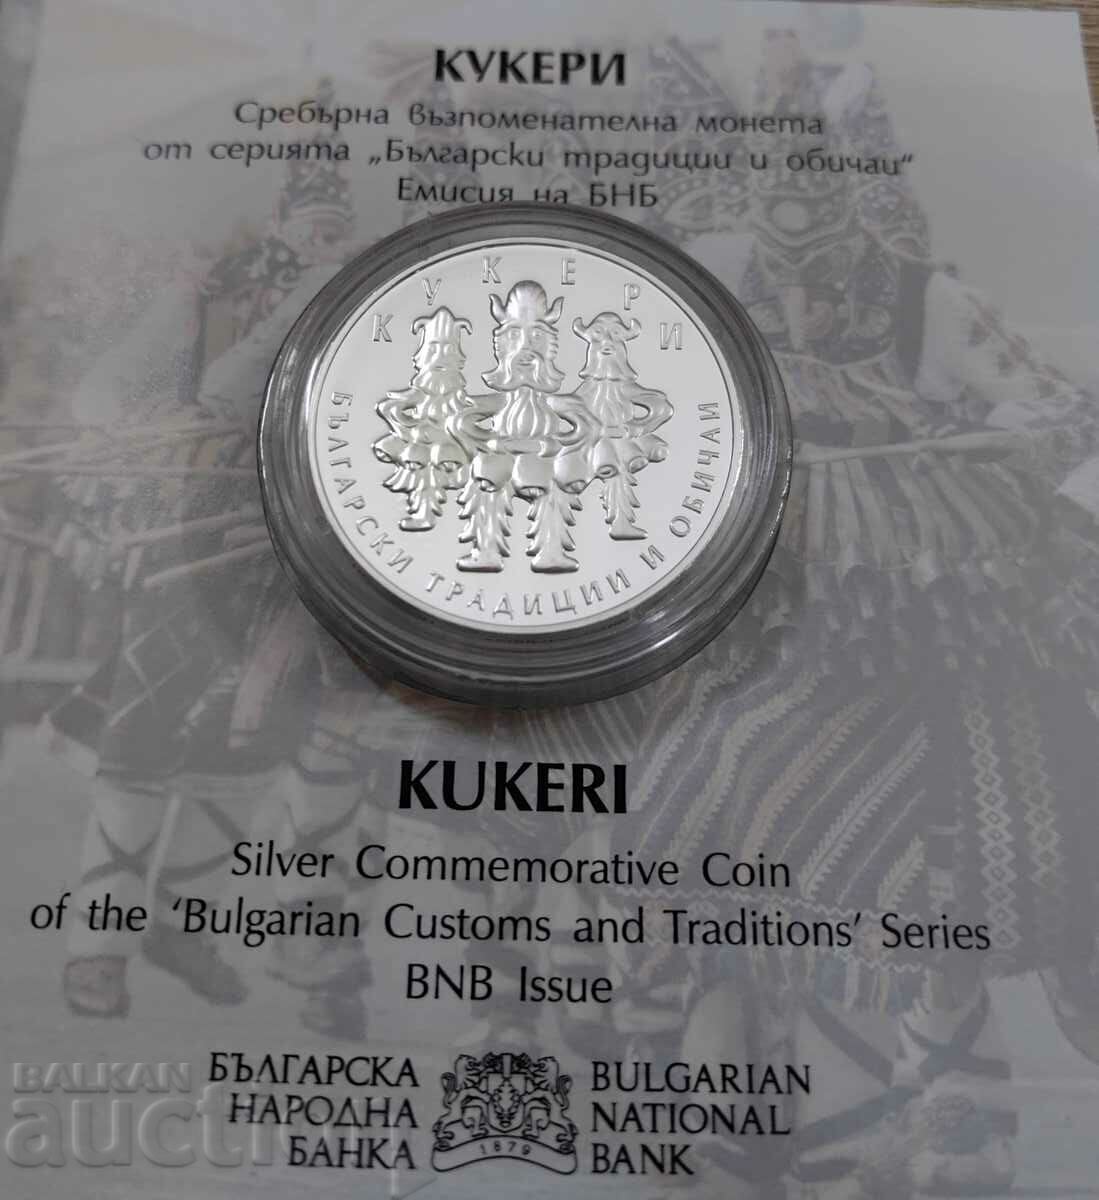 КУКЕРИ
Сребърна възпоменателна монета
от серията „Български традиции и обичаи“
Емисия на БНБ
КУКЕРИ
БЪЛГАРСКИ ТРАДИЦИИ И ОБИЧАИ
KUKERI
Silver Commemorative Coin
of the ‘Bulgarian Customs and Traditions’ Series
BNB Issue
БЪЛГАРСКА
НАРОДНА
БАНКА
1879
BULGARIAN
NATIONAL
BANK
BALKAN
auction